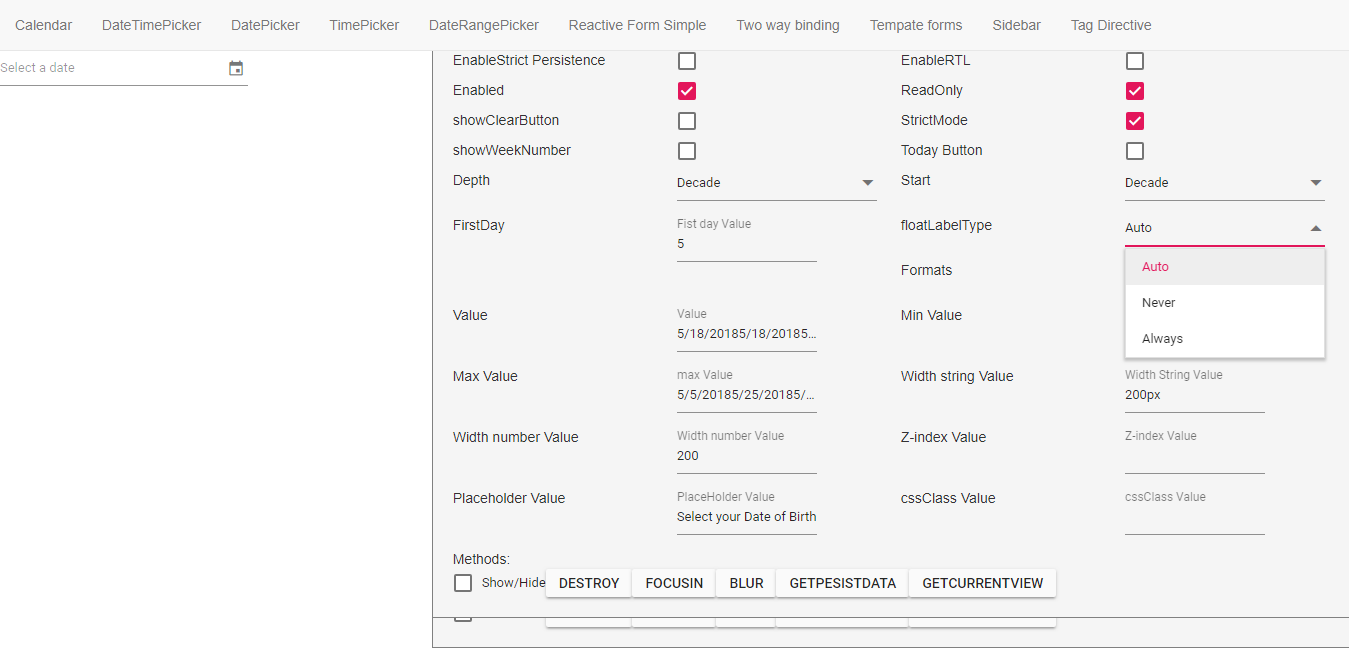 Calendar DateTimePicker DatePicker TimePicker DateRangePicker Reactive Form Simple Two way binding Tempate forms Sidebar Tag Directive
Select a date
EnableStrict Persistence EnableRTL
Enabled ReadOnly
showClearButton StrictMode
showWeekNumber Today Button
Depth Decade Start Decade
FirstDay Fist day Value floatLabelType Auto
5
Formats Auto
Never
Value Value Min Value
5/18/20185/18/20185...
Always
Max Value max Value Width string Value Width String Value
5/5/20185/25/20185/... 200px
Width number Value Width number Value Z-index Value Z-index Value
200
Placeholder Value PlaceHolder Value cssClass Value cssClass Value
Select your Date of Birth
Methods:
Show/Hide DESTROY FOCUSIN BLUR GETPESISTDATA GETCURRENTVIEW